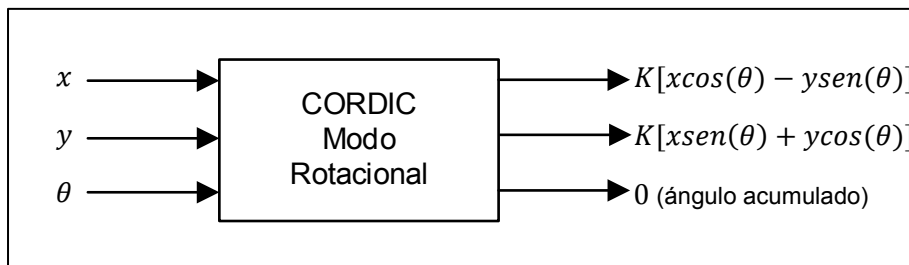 x
y
θ
CORDIC
Modo
Rotacional
K[xcos(θ) − ysen(θ)]
K[xsen(θ) + ycos(θ)]
0 (ángulo acumulado)